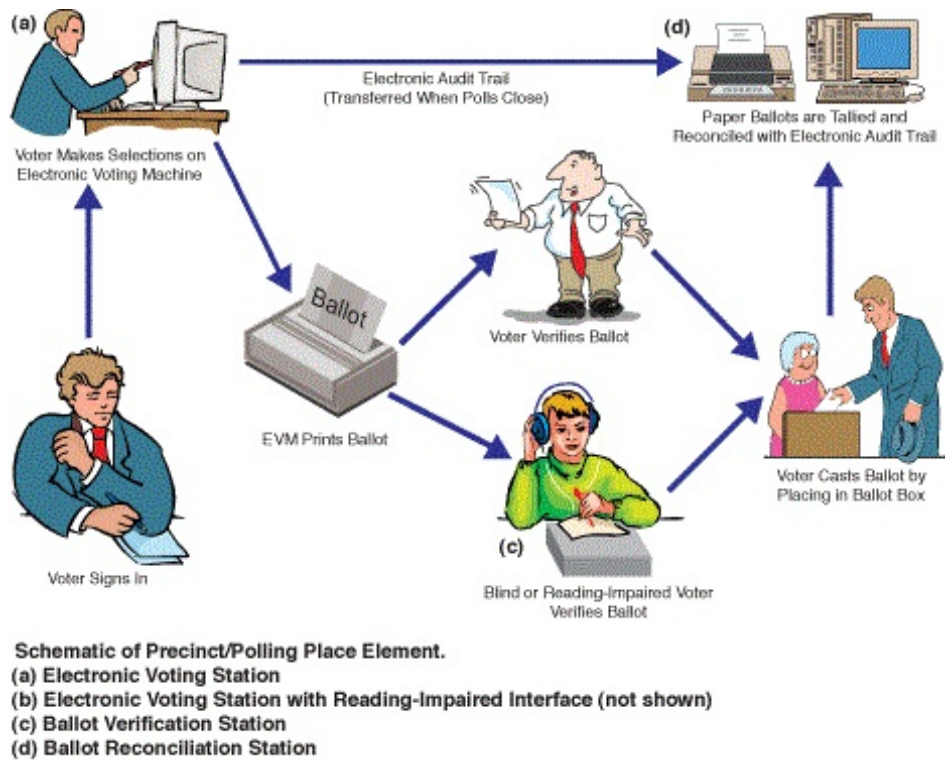 (a)
(d)
Electronic Audit Trail
(Transferred When Polls Close)
Paper Ballots are Tallied and
Reconciled with Electronic Audit Trail
Voter Makes Selections on
Electronic Voting Machine
Ballot
Voter Verifies Ballot
EVM Prints Ballot
Voter Casts Ballot by
Placing in Ballot Box
(c)
Voter Signs In
Blind or Reading-Impaired Voter
Verifies Ballot
Schematic of Precinct/Polling Place Element.
(a) Electronic Voting Station
(b) Electronic Voting Station with Reading-Impaired Interface (not shown)
(c) Ballot Verification Station
(d) Ballot Reconciliation Station